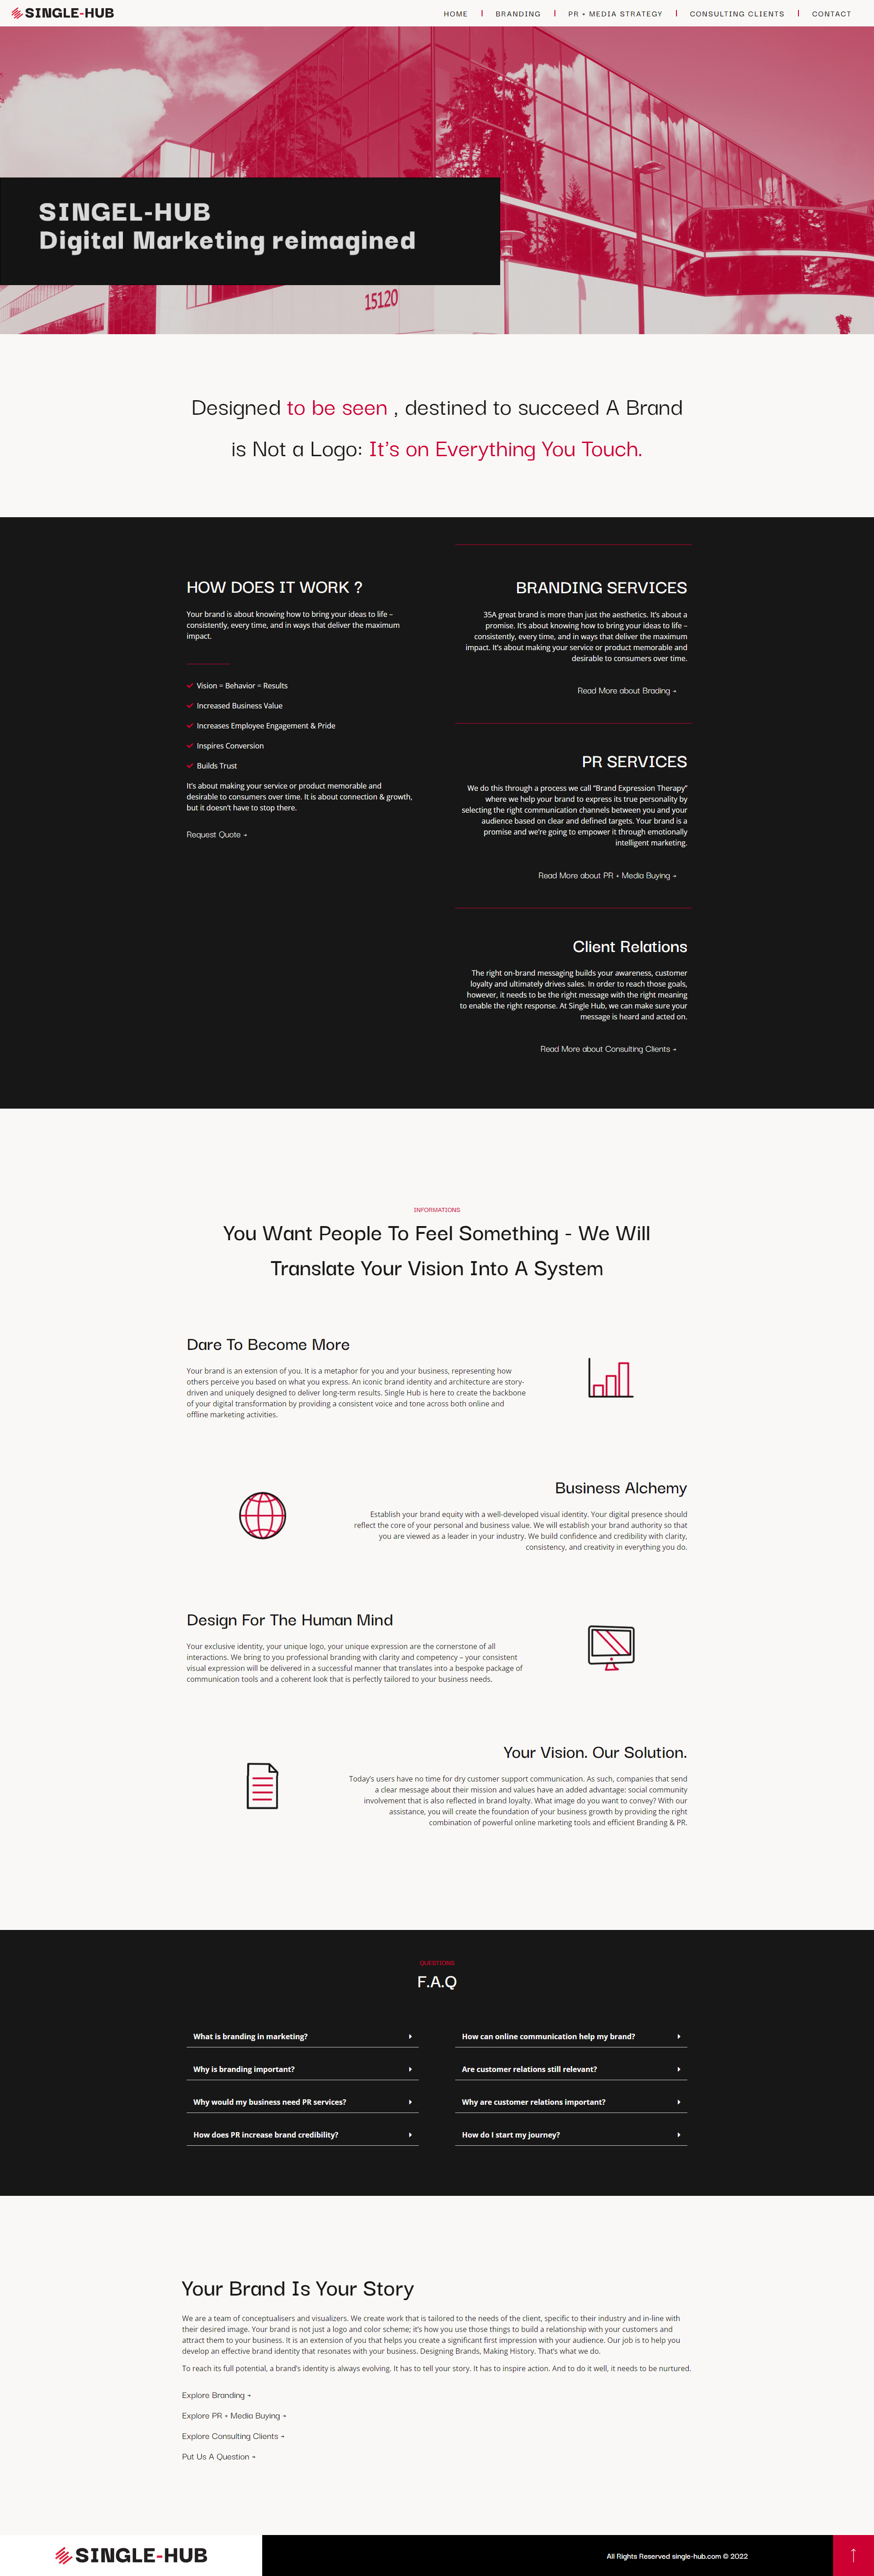 SINGLE-HUB
HOME
BRANDING
PR + MEDIA STRATEGY
CONSULTING CLIENTS
CONTACT
SINGEL-HUB
Digital Marketing reimagined
15120
Designed to be seen , destined to succeed A Brand
is Not a Logo: It's on Everything You Touch.
HOW DOES IT WORK ?
Your brand is about knowing how to bring your ideas to life –
consistently, every time, and in ways that deliver the maximum
impact.
Vision = Behavior = Results
Increased Business Value
Increases Employee Engagement & Pride
Inspires Conversion
Builds Trust
It's about making your service or product memorable and
desirable to consumers over time. It is about connection & growth,
but it doesn't have to stop there.
Request Quote →
BRANDING SERVICES
35A great brand is more than just the aesthetics. It's about a
promise. It's about knowing how to bring your ideas to life –
consistently, every time, and in ways that deliver the maximum
impact. It's about making your service or product memorable and
desirable to consumers over time.
Read More about Brading →
PR SERVICES
We do this through a process we call “Brand Expression Therapy”
where we help your brand to express its true personality by
selecting the right communication channels between you and your
audience based on clear and defined targets. Your brand is a
promise and we're going to empower it through emotionally
intelligent marketing.
Read More about PR + Media Buying →
Client Relations
The right on-brand messaging builds your awareness, customer
loyalty and ultimately drives sales. In order to reach those goals,
however, it needs to be the right message with the right meaning
to enable the right response. At Single Hub, we can make sure your
message is heard and acted on.
Read More about Consulting Clients →
INFORMATIONS
You Want People To Feel Something - We Will
Translate Your Vision Into A System
Dare To Become More
Your brand is an extension of you. It is a metaphor for you and your business, representing how
others perceive you based on what you express. An iconic brand identity and architecture are story-
driven and uniquely designed to deliver long-term results. Single Hub is here to create the backbone
of your digital transformation by providing a consistent voice and tone across both online and
offline marketing activities.
Business Alchemy
Establish your brand equity with a well-developed visual identity. Your digital presence should
reflect the core of your personal and business value. We will establish your brand authority so that
you are viewed as a leader in your industry. We build confidence and credibility with clarity,
consistency, and creativity in everything you do.
Design For The Human Mind
Your exclusive identity, your unique logo, your unique expression are the cornerstone of all
interactions. We bring to you professional branding with clarity and competency – your consistent
visual expression will be delivered in a successful manner that translates into a bespoke package of
communication tools and a coherent look that is perfectly tailored to your business needs.
Your Vision. Our Solution.
Today's users have no time for dry customer support communication. As such, companies that send
a clear message about their mission and values have an added advantage: social community
involvement that is also reflected in brand loyalty. What image do you want to convey? With our
assistance, you will create the foundation of your business growth by providing the right
combination of powerful online marketing tools and efficient Branding & PR.
QUESTIONS
F.A.Q
What is branding in marketing?
Why is branding important?
Why would my business need PR services?
How does PR increase brand credibility?
How can online communication help my brand?
Are customer relations still relevant?
Why are customer relations important?
How do I start my journey?
Your Brand Is Your Story
We are a team of conceptualisers and visualizers. We create work that is tailored to the needs of the client, specific to their industry and in-line with
their desired image. Your brand is not just a logo and color scheme; it's how you use those things to build a relationship with your customers and
attract them to your business. It is an extension of you that helps you create a significant first impression with your audience. Our job is to help you
develop an effective brand identity that resonates with your business. Designing Brands, Making History. That's what we do.
To reach its full potential, a brand's identity is always evolving. It has to tell your story. It has to inspire action. And to do it well, it needs to be nurtured.
Explore Branding →
Explore PR + Media Buying →
Explore Consulting Clients →
Put Us A Question →
SINGLE-HUB
All Rights Reserved single-hub.com © 2022